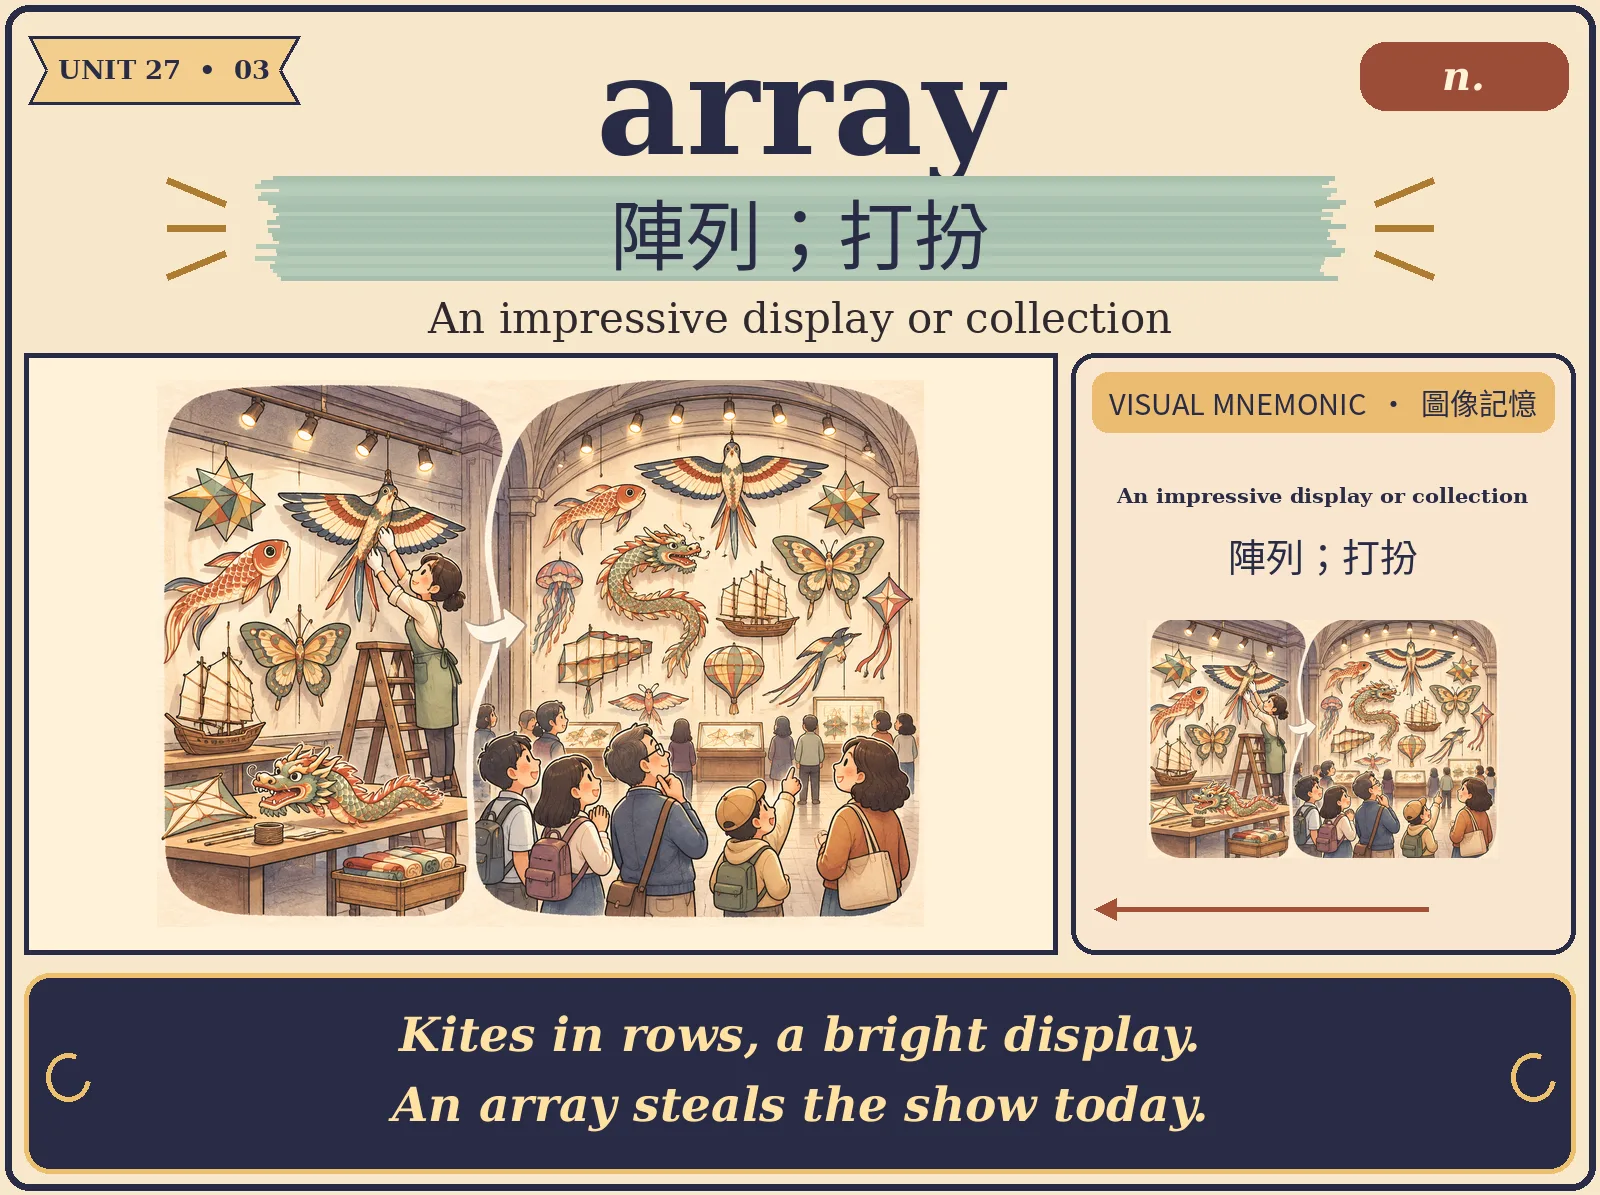 UNIT 27 • 03
array
n.
陣列；打扮
An impressive display or collection
VISUAL MNEMONIC ・ 圖像記憶
An impressive display or collection
陣列；打扮
Kites in rows, a bright display.
An array steals the show today.